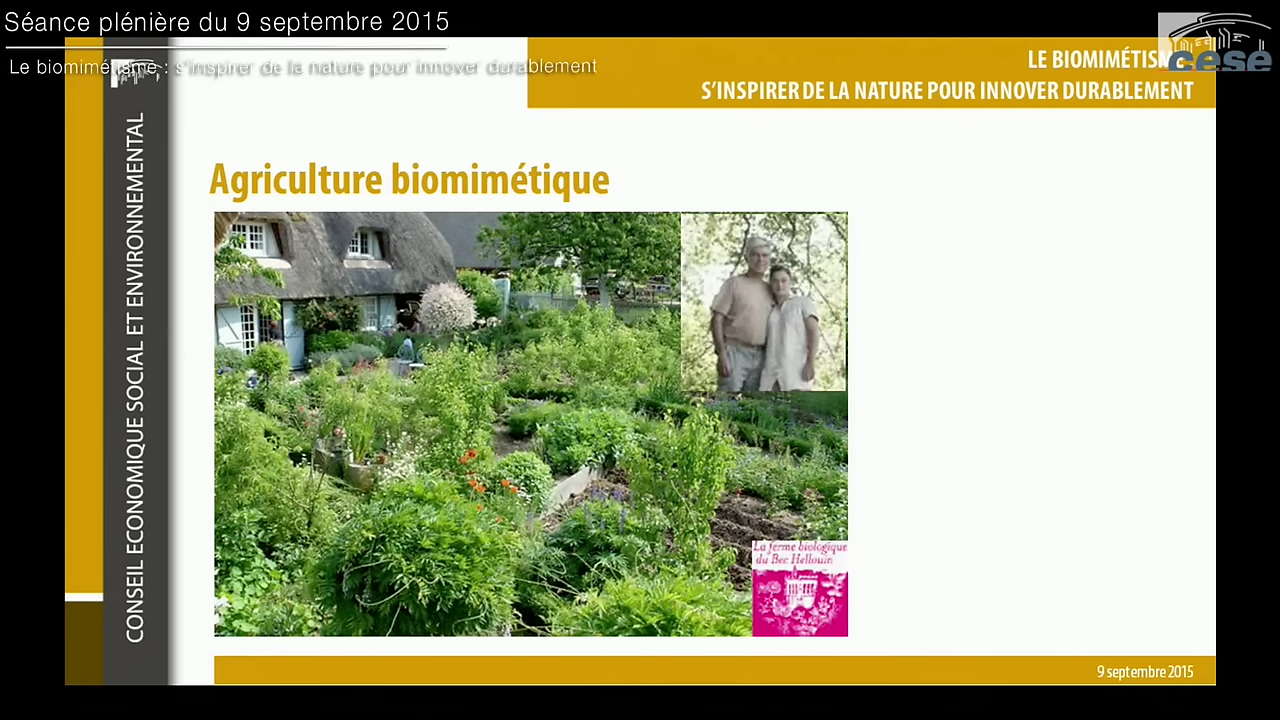 Séance plénière du 9 septembre 2015
Le biomimétisme : s'inspirer de la nature pour innover durablement
LE BIOMIMÉTISME
cese
S'INSPIRER DE LA NATURE POUR INNOVER DURABLEMENT
CONSEIL ECONOMIQUE SOCIAL ET ENVIRONNEMENTAL
Agriculture biomimétique
La ferme biologique
du Bec Hellouin
9 septembre 2015